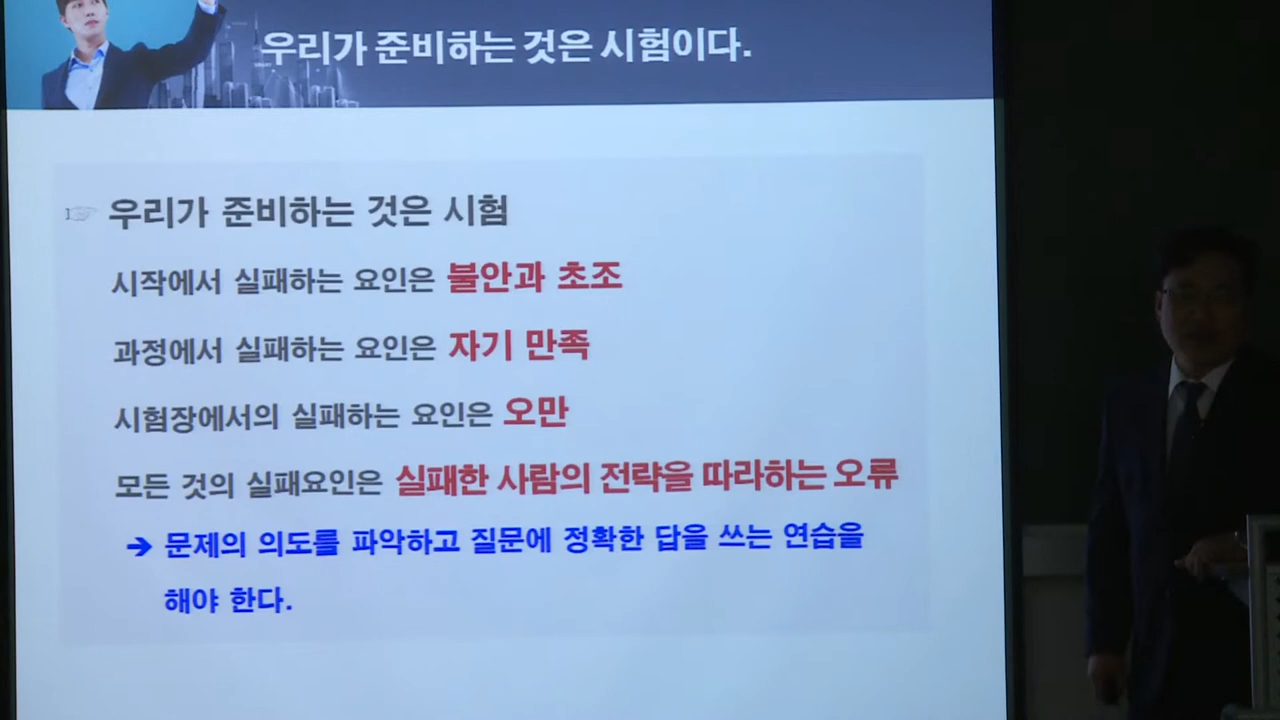 우리가 준비하는 것은 시험이다.
☞ 우리가 준비하는 것은 시험
시작에서 실패하는 요인은 불안과 초조
과정에서 실패하는 요인은 자기 만족
시험장에서의 실패하는 요인은 오만
모든 것의 실패요인은 실패한 사람의 전략을 따라하는 오류
→ 문제의 의도를 파악하고 질문에 정확한 답을 쓰는 연습을
해야 한다.